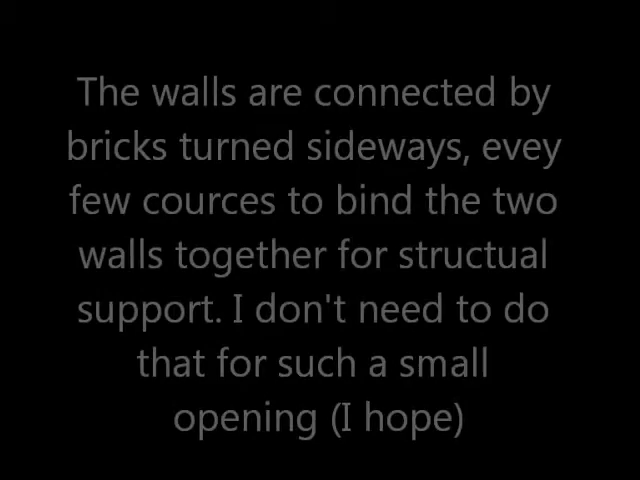 The walls are connected by
bricks turned sideways, evey
few cources to bind the two
walls together for structual
support. I don't need to do
that for such a small
opening (I hope)